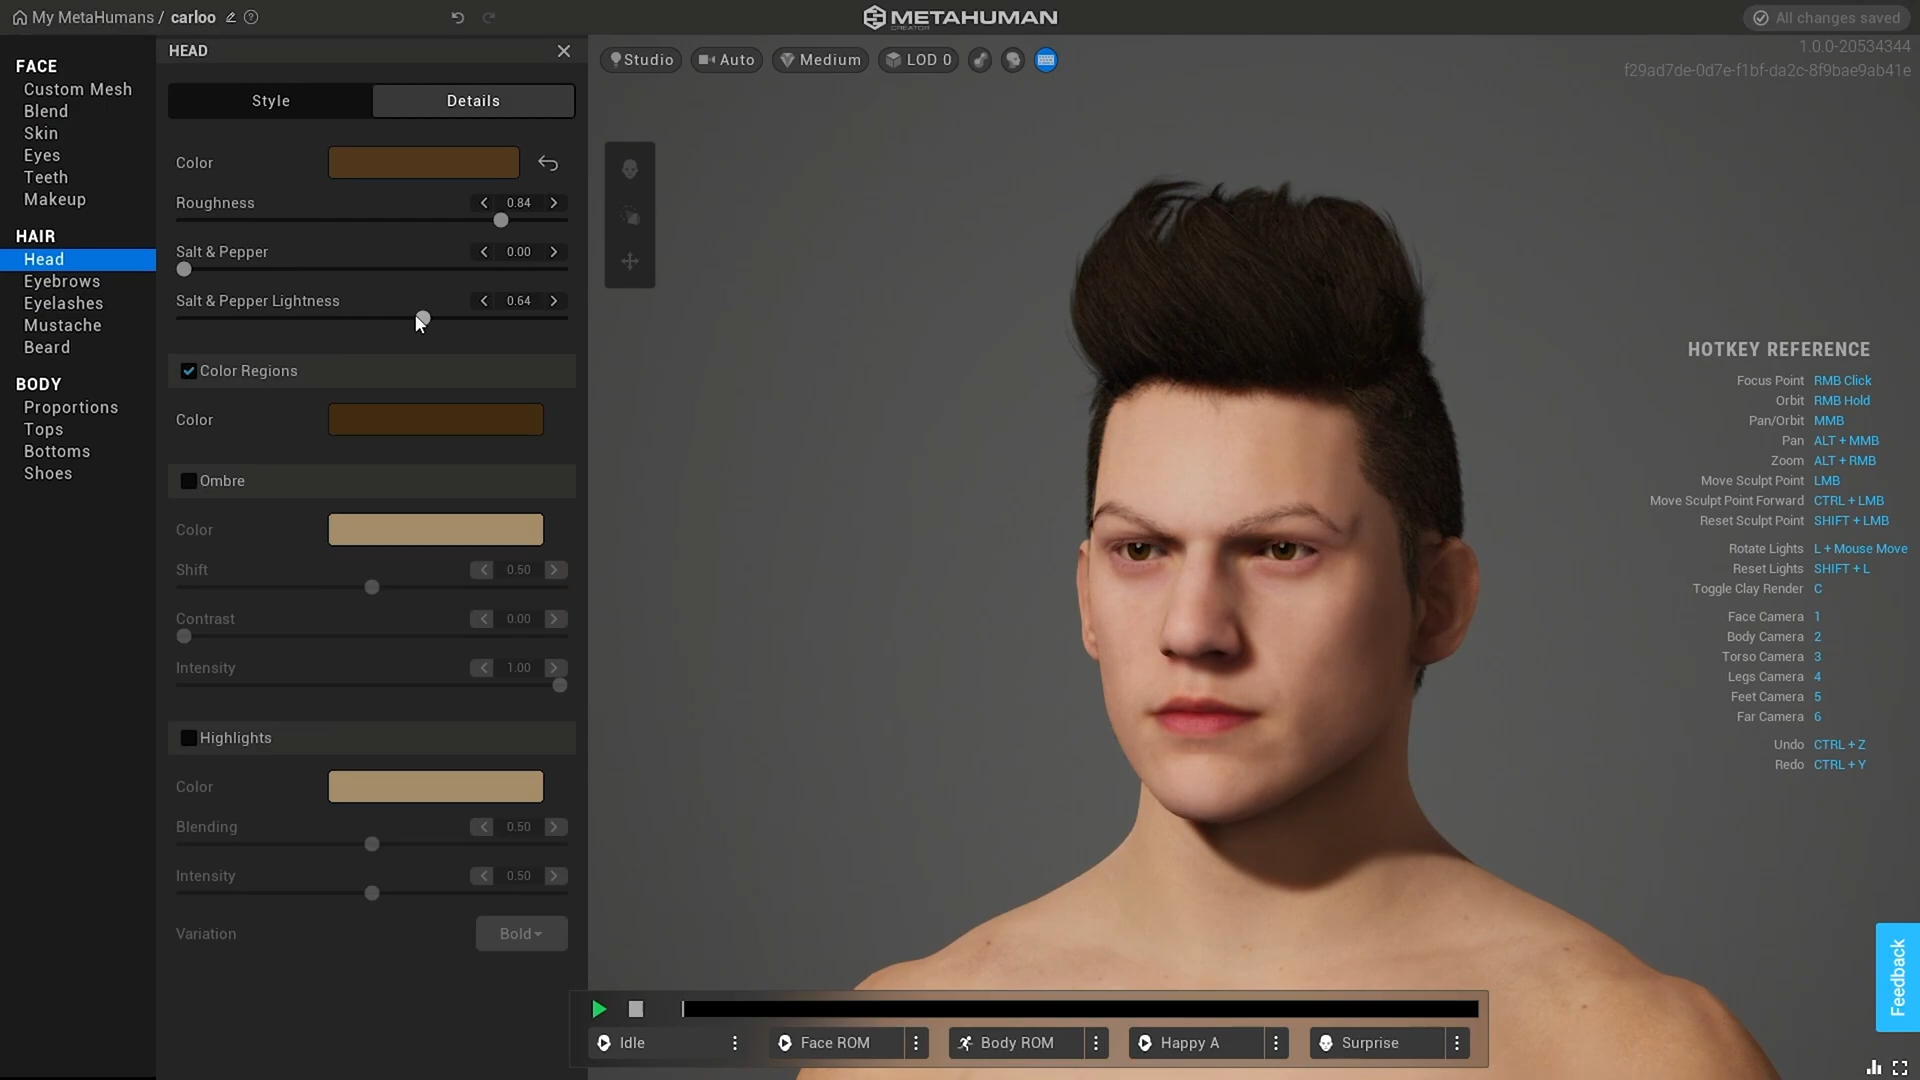 My MetaHumans / carloo
METAHUMAN
CREATOR
All changes saved
1.0.0-20534344
f29ad7de-0d7e-f1bf-da2c-8f9bae9ab41e
FACE
Custom Mesh
Blend
Skin
Eyes
Teeth
Makeup
HAIR
Head
Eyebrows
Eyelashes
Mustache
Beard
BODY
Proportions
Tops
Bottoms
Shoes
HEAD
Style
Details
Color
Roughness
0.84
Salt & Pepper
0.00
Salt & Pepper Lightness
0.64
Color Regions
Color
Ombre
Color
Shift
0.50
Contrast
0.00
Intensity
1.00
Highlights
Color
Blending
0.50
Intensity
0.50
Variation
Bold
Studio
Auto
Medium
LOD 0
HOTKEY REFERENCE
Focus Point RMB Click
Orbit RMB Hold
Pan/Orbit MMB
Pan ALT + MMB
Zoom ALT + RMB
Move Sculpt Point LMB
Move Sculpt Point Forward CTRL + LMB
Reset Sculpt Point SHIFT + LMB
Rotate Lights L + Mouse Move
Reset Lights SHIFT + L
Toggle Clay Render C
Face Camera 1
Body Camera 2
Torso Camera 3
Legs Camera 4
Feet Camera 5
Far Camera 6
Undo CTRL + Z
Redo CTRL + Y
Feedback
Idle
Face ROM
Body ROM
Happy A
Surprise